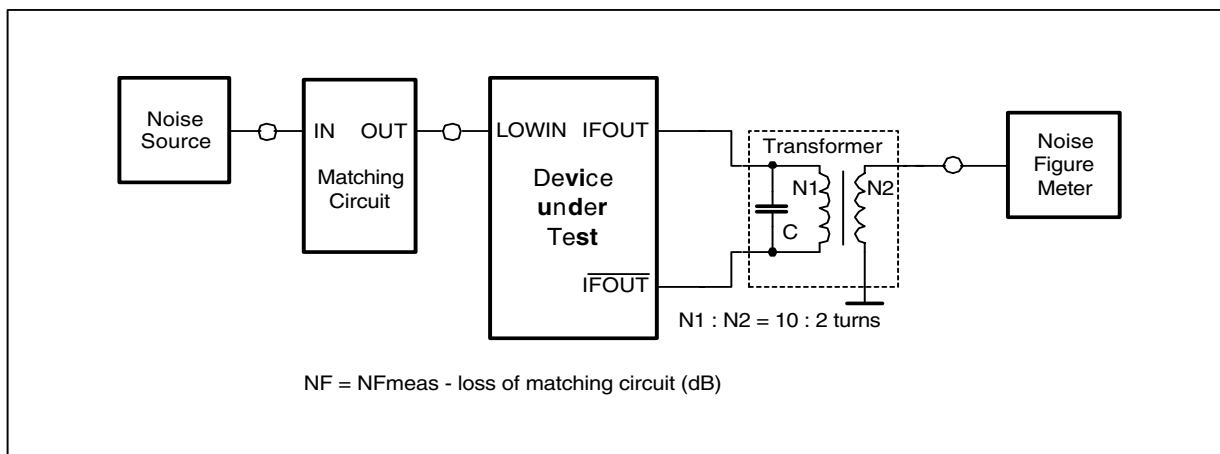 Noise
Source
IN OUT
Matching
Circuit
LOWIN IFOUT
Device
under
Test
IFOUT
Transformer
N1 N2
C
N1 : N2 = 10 : 2 turns
Noise
Figure
Meter
NF = NFmeas - loss of matching circuit (dB)